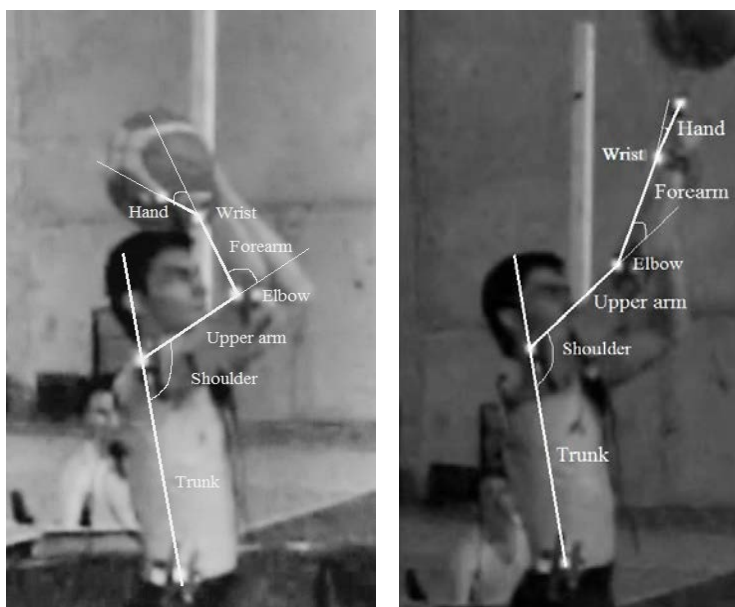 Hand
Wrist
Forearm
Elbow
Upper arm
Shoulder
Trunk
Hand
Wrist
Forearm
Elbow
Upper arm
Shoulder
Trunk